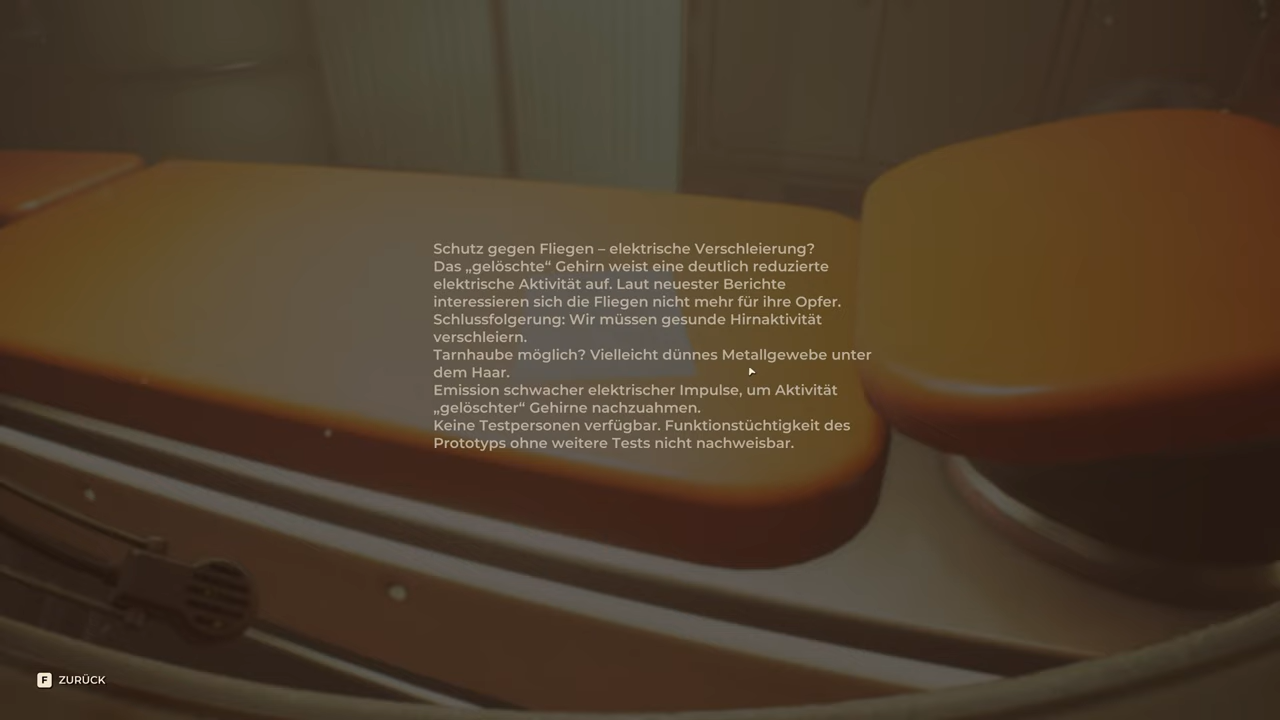 Schutz gegen Fliegen – elektrische Verschleierung?
Das „gelöschte“ Gehirn weist eine deutlich reduzierte
elektrische Aktivität auf. Laut neuester Berichte
interessieren sich die Fliegen nicht mehr für ihre Opfer.
Schlussfolgerung: Wir müssen gesunde Hirnaktivität
verschleiern.
Tarnhaube möglich? Vielleicht dünnes Metallgewebe unter
dem Haar.
Emission schwacher elektrischer Impulse, um Aktivität
„gelöschter“ Gehirne nachzuahmen.
Keine Testpersonen verfügbar. Funktionstüchtigkeit des
Prototyps ohne weitere Tests nicht nachweisbar.
F ZURÜCK